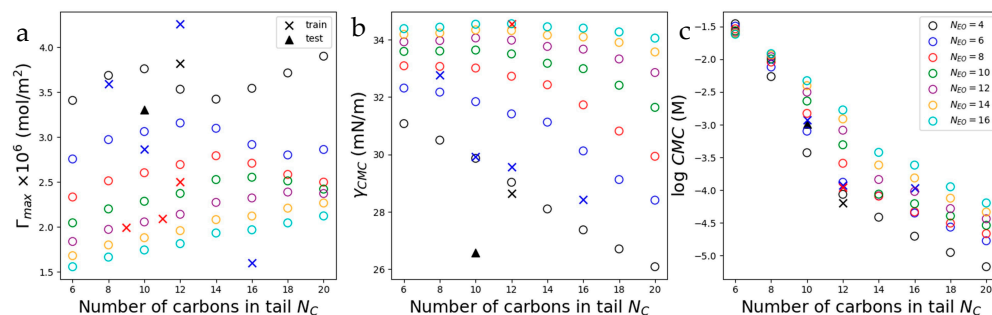 a
Γmax ×10⁶ (mol/m²)
4.0
3.5
3.0
2.5
2.0
1.5
6 8 10 12 14 16 18 20
Number of carbons in tail NC
train
test
b
γCMC (mN/m)
34
32
30
28
26
6 8 10 12 14 16 18 20
Number of carbons in tail NC
c
log CMC (M)
−1.5
−2.0
−2.5
−3.0
−3.5
−4.0
−4.5
−5.0
6 8 10 12 14 16 18 20
Number of carbons in tail NC
NEO = 4
NEO = 6
NEO = 8
NEO = 10
NEO = 12
NEO = 14
NEO = 16